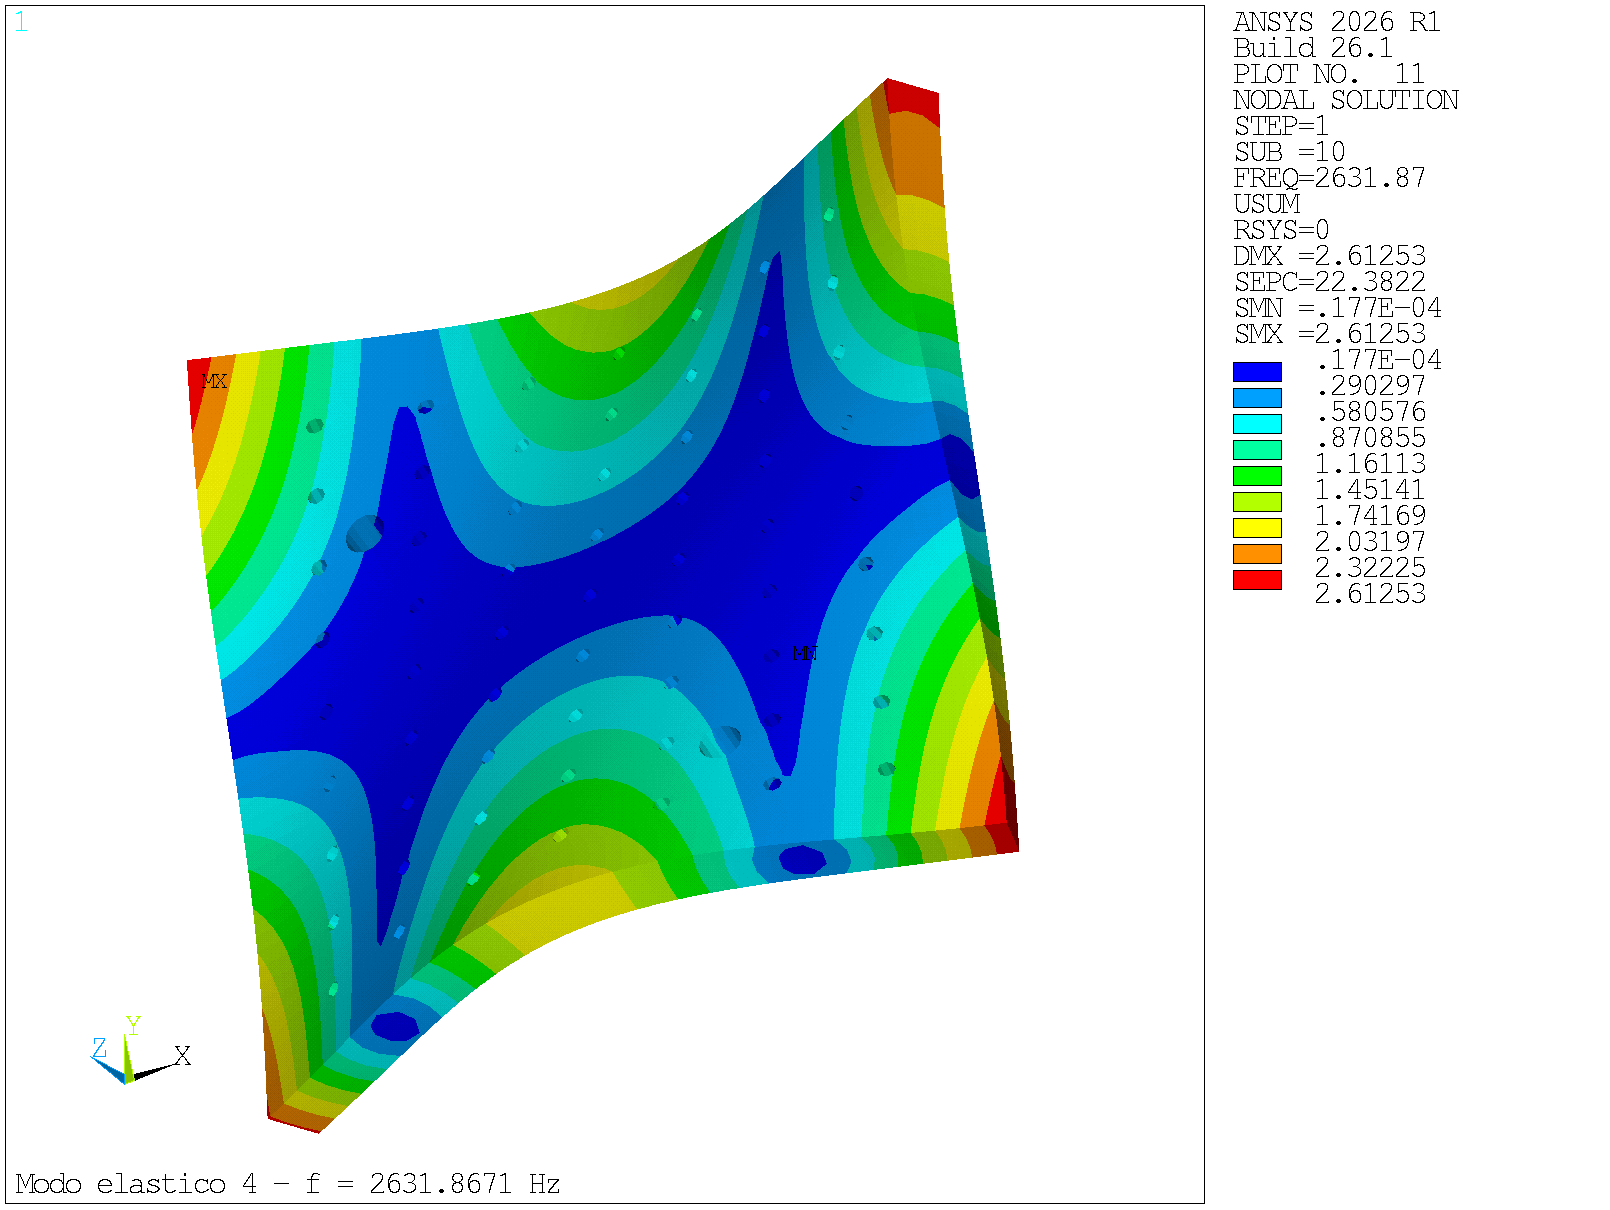 1
ANSYS 2026 R1
Build 26.1
PLOT NO. 11
NODAL SOLUTION
STEP=1
SUB =10
FREQ=2631.87
USUM
RSYS=0
DMX =2.61253
SEPC=22.3822
SMN =.177E-04
SMX =2.61253
.177E-04
.290297
.580576
.870855
1.16113
1.45141
1.74169
2.03197
2.32225
2.61253
MX
MN
Z
Y
X
Modo elastico 4 - f = 2631.8671 Hz